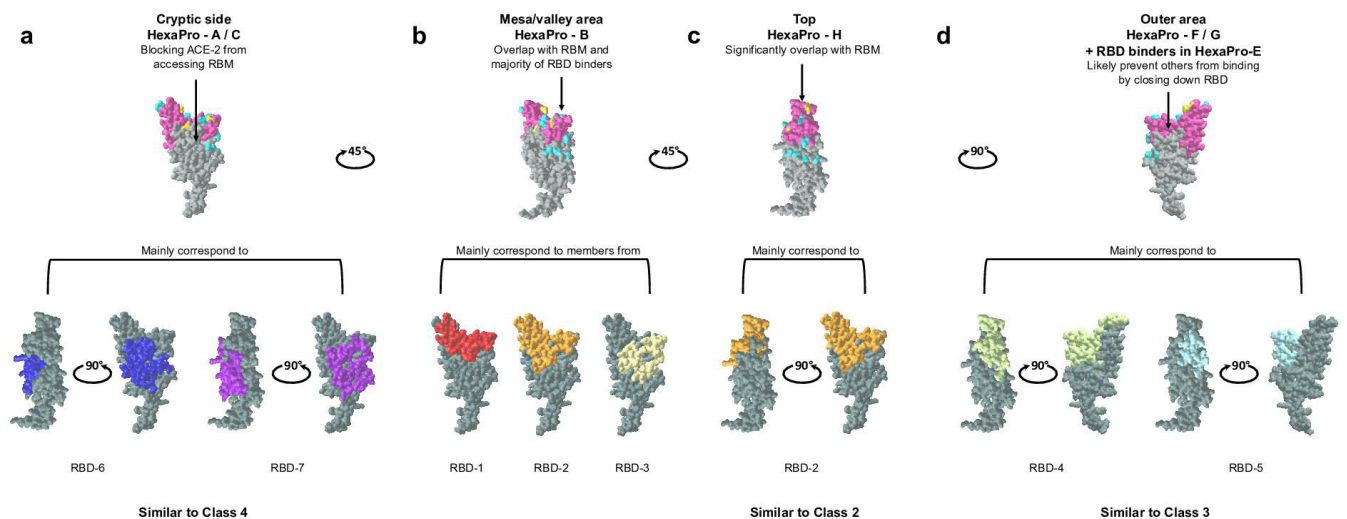 a
Cryptic side
HexaPro - A / C
Blocking ACE-2 from
accessing RBM
45°
b
Mesa/valley area
HexaPro - B
Overlap with RBM and
majority of RBD binders
45°
c
Top
HexaPro - H
Significantly overlap with RBM
90°
d
Outer area
HexaPro - F / G
+ RBD binders in HexaPro-E
Likely prevent others from binding
by closing down RBD
Mainly correspond to
90°
90°
RBD-6
RBD-7
Similar to Class 4
Mainly correspond to members from
RBD-1
RBD-2
RBD-3
Mainly correspond to
90°
RBD-2
Similar to Class 2
Mainly correspond to
90°
90°
RBD-4
RBD-5
Similar to Class 3